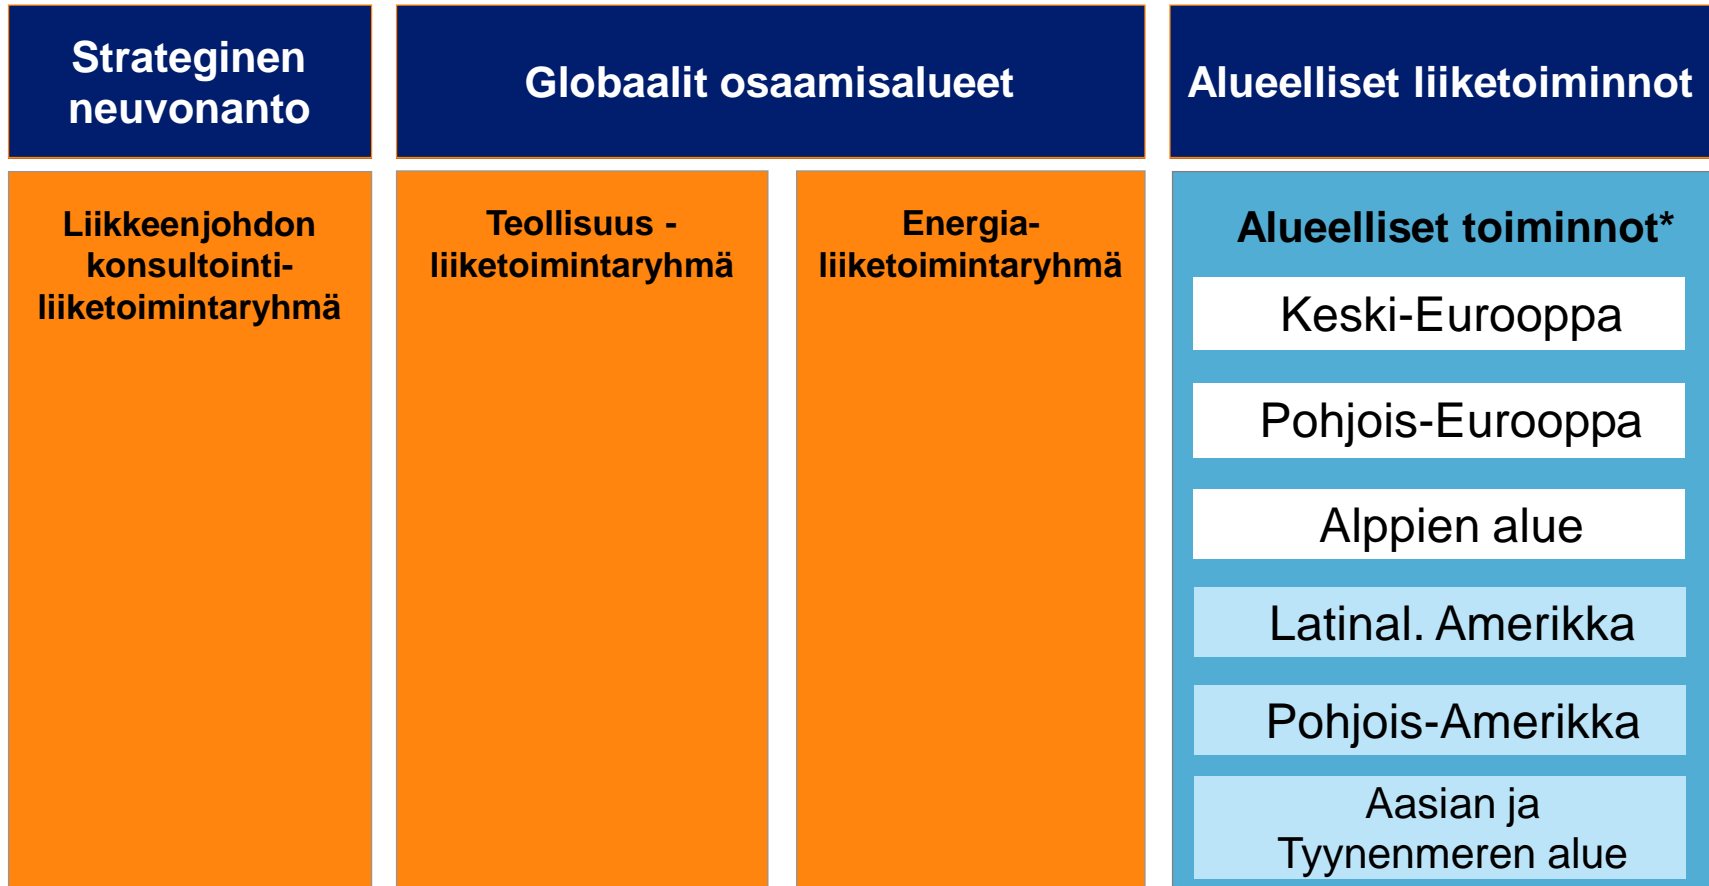 Strateginen
neuvonanto
Globaalit osaamisalueet
Alueelliset liiketoiminnot
Liikkeenjohdon
konsultointi-
liiketoimintaryhmä
Teollisuus -
liiketoimintaryhmä
Energia-
liiketoimintaryhmä
Alueelliset toiminnot*
Keski-Eurooppa
Pohjois-Eurooppa
Alppien alue
Latinal. Amerikka
Pohjois-Amerikka
Aasian ja
Tyynenmeren alue